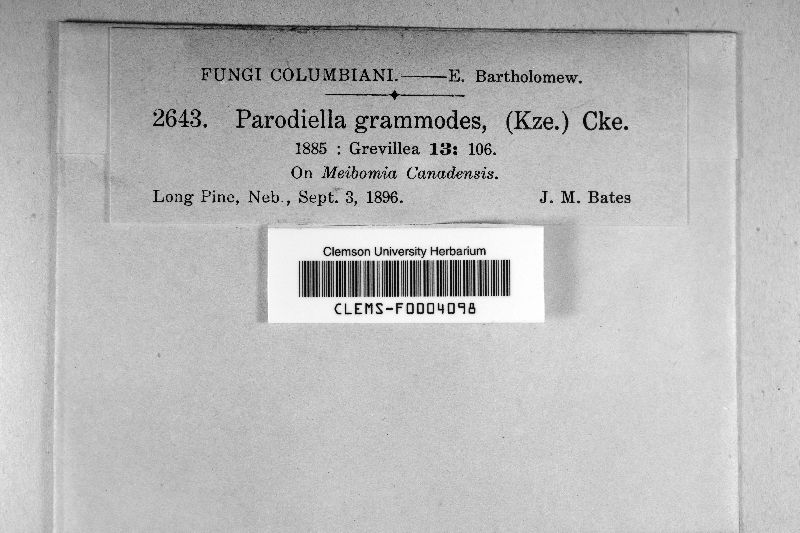 FUNGI COLUMBIANI.——E. Bartholomew.
2643. Parodiella grammodes, (Kze.) Cke.
1885 : Grevillea 13: 106.
On Meibomia Canadensis.
Long Pine, Neb., Sept. 3, 1896. J. M. Bates
Clemson University Herbarium
CLEMS-F0004098